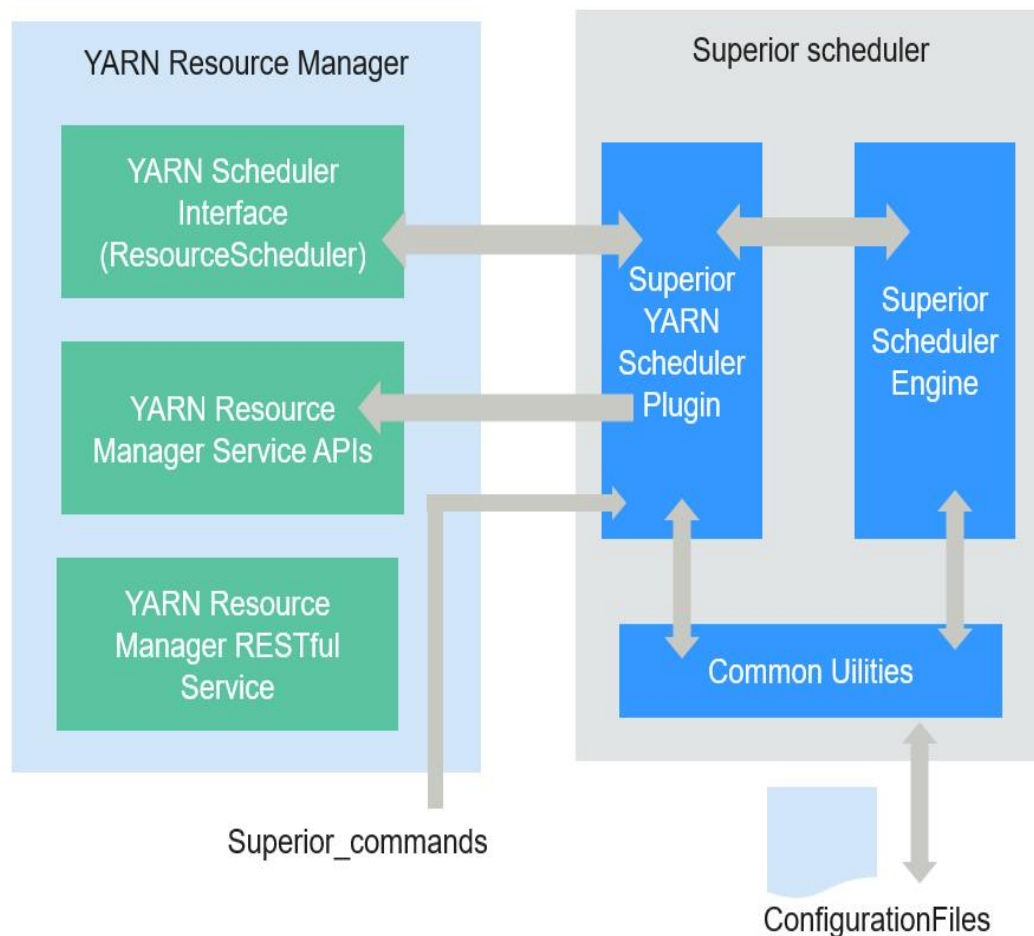 YARN Resource Manager
YARN Scheduler
Interface
(ResourceScheduler)
YARN Resource
Manager Service APIs
YARN Resource
Manager RESTful
Service
Superior_commands
Superior scheduler
Superior
YARN
Scheduler
Plugin
Superior
Scheduler
Engine
Common Uilities
ConfigurationFiles